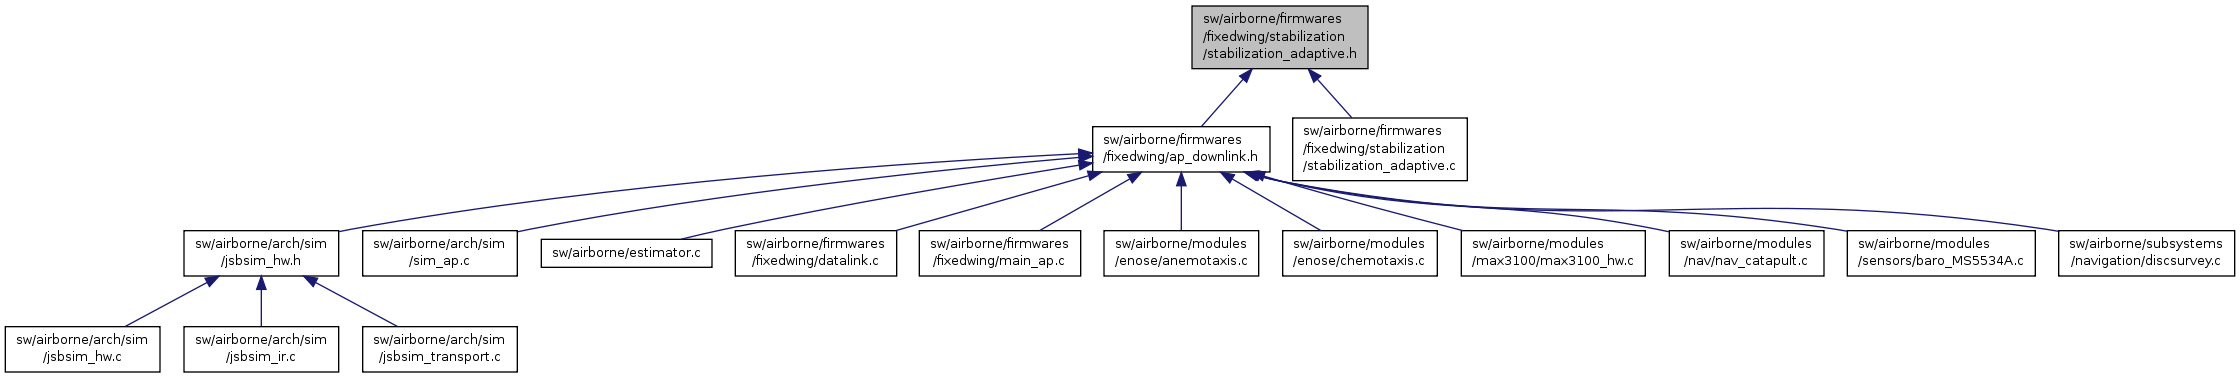 sw/airborne/firmwares
/fixedwing/stabilization
/stabilization_adaptive.h
sw/airborne/firmwares
/fixedwing/ap_downlink.h
sw/airborne/firmwares
/fixedwing/stabilization
/stabilization_adaptive.c
sw/airborne/arch/sim
/jsbsim_hw.h
sw/airborne/arch/sim
/sim_ap.c
sw/airborne/estimator.c
sw/airborne/firmwares
/fixedwing/datalink.c
sw/airborne/firmwares
/fixedwing/main_ap.c
sw/airborne/modules
/enose/anemotaxis.c
sw/airborne/modules
/enose/chemotaxis.c
sw/airborne/modules
/max3100/max3100_hw.c
sw/airborne/modules
/nav/nav_catapult.c
sw/airborne/modules
/sensors/baro_MS5534A.c
sw/airborne/subsystems
/navigation/discsurvey.c
sw/airborne/arch/sim
/jsbsim_hw.c
sw/airborne/arch/sim
/jsbsim_ir.c
sw/airborne/arch/sim
/jsbsim_transport.c